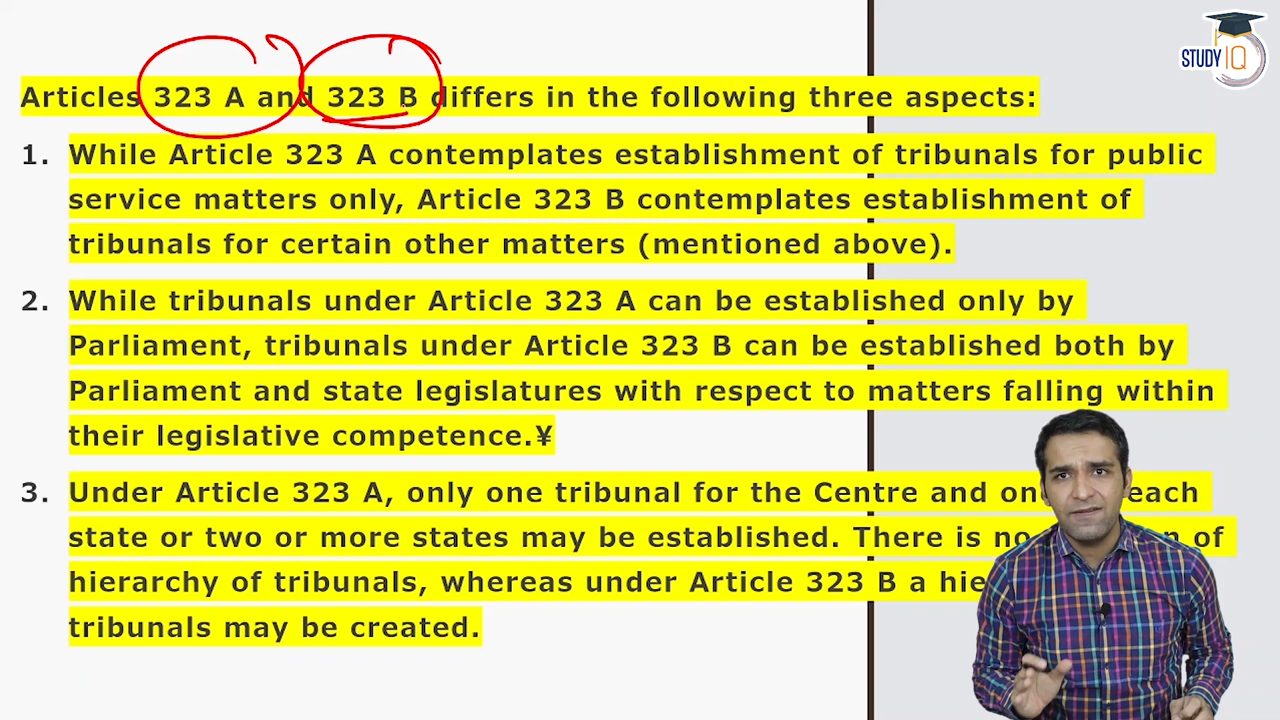 STUDY IQ
Articles 323 A and 323 B differs in the following three aspects:
1. While Article 323 A contemplates establishment of tribunals for public
service matters only, Article 323 B contemplates establishment of
tribunals for certain other matters (mentioned above).
2. While tribunals under Article 323 A can be established only by
Parliament, tribunals under Article 323 B can be established both by
Parliament and state legislatures with respect to matters falling within
their legislative competence.¥
3. Under Article 323 A, only one tribunal for the Centre and one each
state or two or more states may be established. There is no of
hierarchy of tribunals, whereas under Article 323 B a
tribunals may be created.